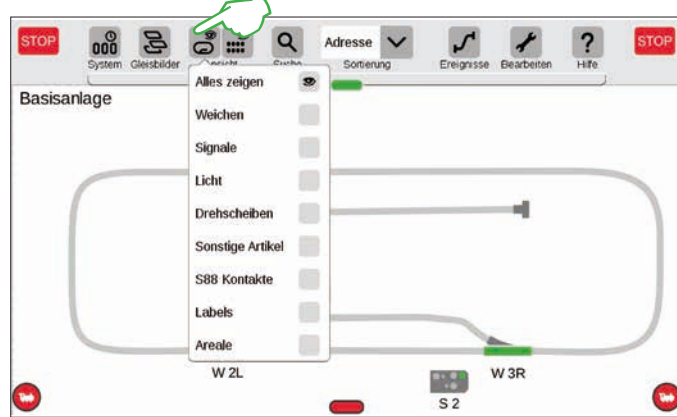 STOP
STOP
Adresse
System
Gleisbilder
Ansicht
Suche
Sortierung
Ereignisse
Bearbeiten
Hilfe
Basisanlage
Alles zeigen
Weichen
Signale
Licht
Drehscheiben
Sonstige Artikel
S88 Kontakte
Labels
Areale
W 2L
W 3R
S 2